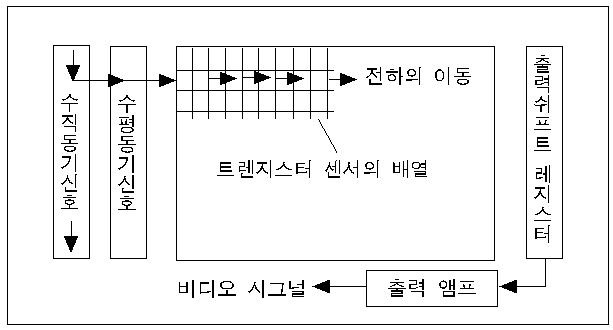 수직동기신호
수평동기신호
전하의 이동
트렌지스터 센서의 배열
출력쉬프트 레지스터
비디오 시그널
출력 앰프